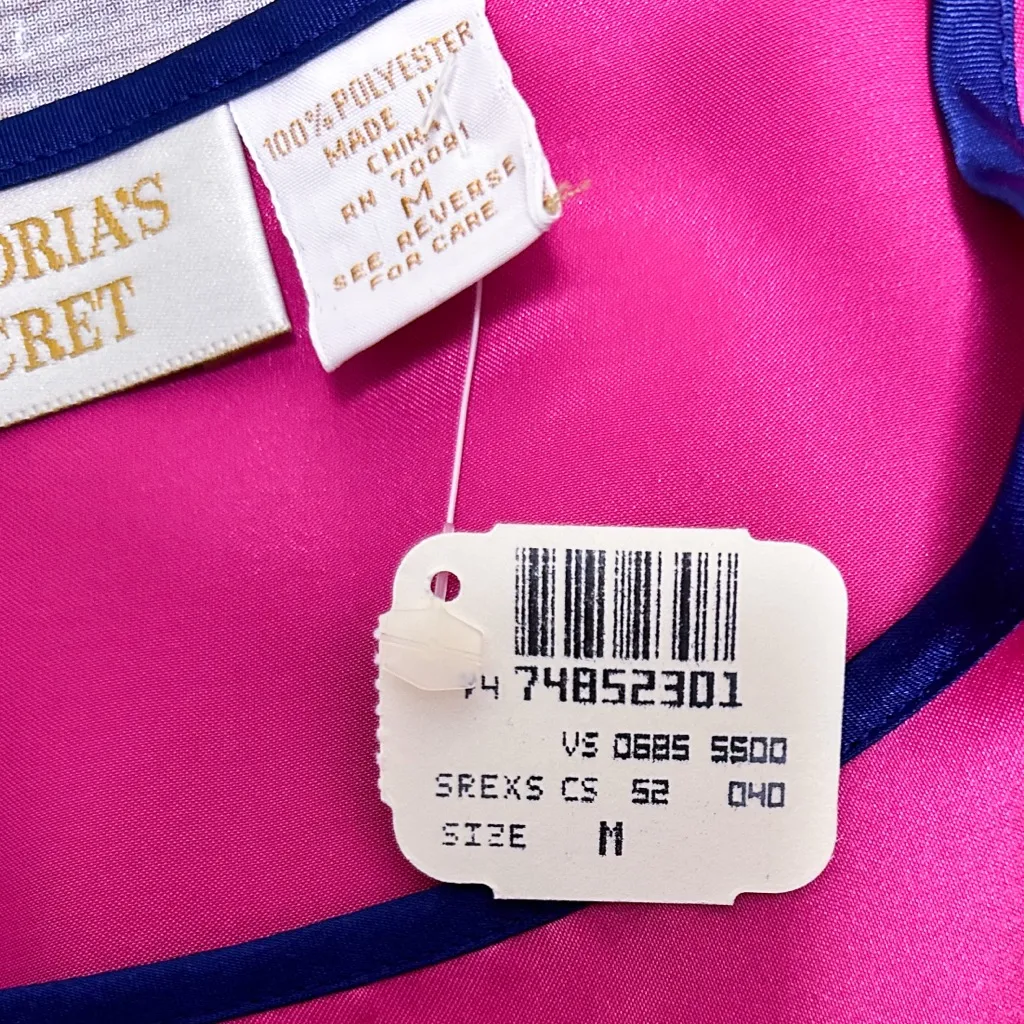 ORIA'S
CRET
100% POLYESTER
MADE IN
CHINA
RN 70091
M
SEE REVERSE
FOR CARE
74852301
VS 0685 5500
SREXS CS 52 040
SIZE M